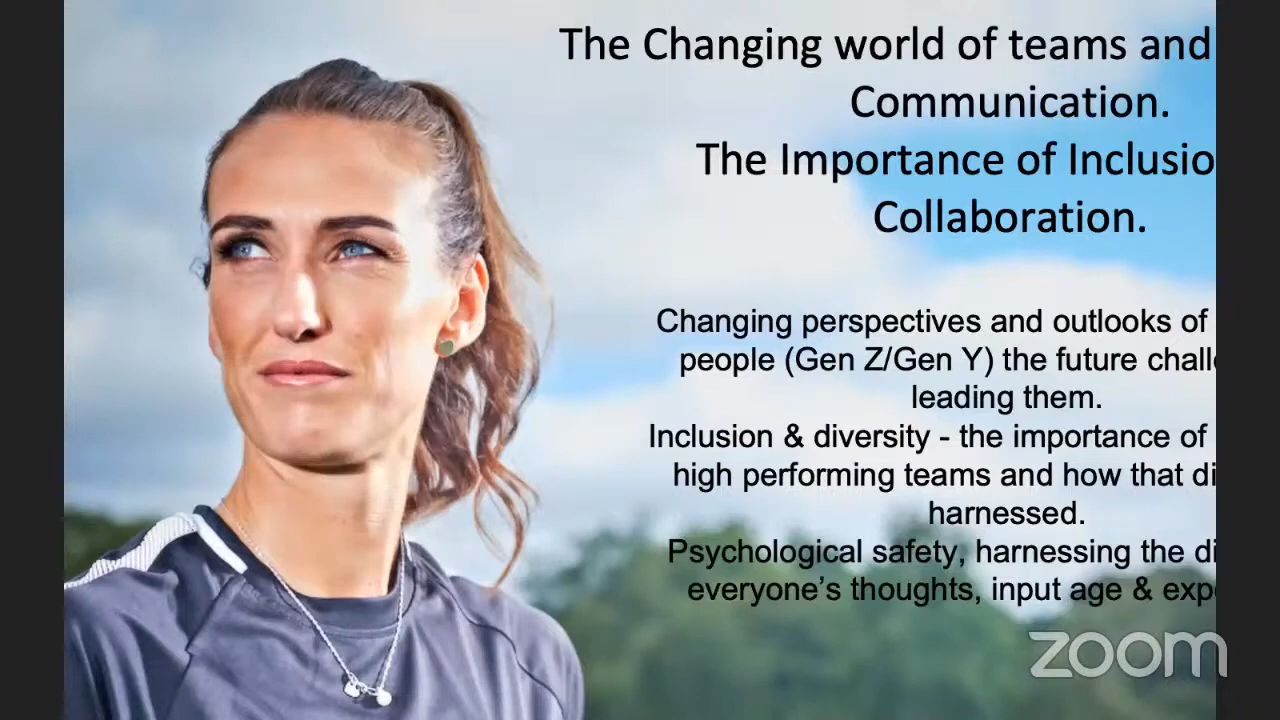 The Changing world of teams and
Communication.
The Importance of Inclusio
Collaboration.
Changing perspectives and outlooks of
people (Gen Z/Gen Y) the future chall
leading them.
Inclusion & diversity - the importance of
high performing teams and how that di
harnessed.
Psychological safety, harnessing the di
everyone’s thoughts, input age & exp
zoom